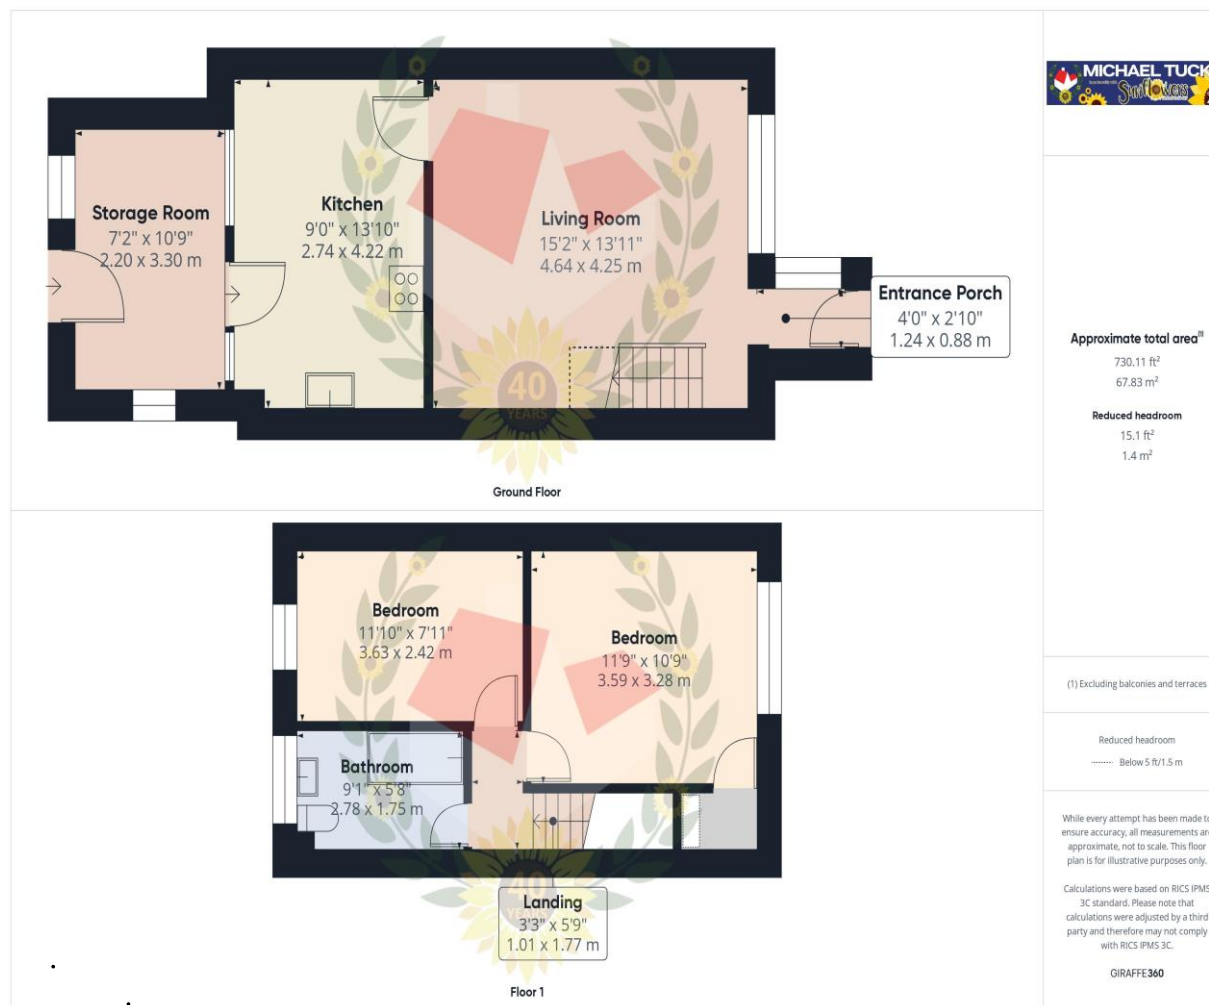 Storage Room
7'2" x 10'9"
2.20 x 3.30 m
Kitchen
9'0" x 13'10"
2.74 x 4.22 m
Living Room
15'2" x 13'11"
4.64 x 4.25 m
Entrance Porch
4'0" x 2'10"
1.24 x 0.88 m
40
YEARS
Ground Floor
Bedroom
11'10" x 7'11"
3.63 x 2.42 m
Bedroom
11'9" x 10'9"
3.59 x 3.28 m
Bathroom
9'1" x 5'8"
2.78 x 1.75 m
40
Landing
3'3" x 5'9"
1.01 x 1.77 m
Floor 1
MICHAEL TUCK
Sunflowers
Approximate total area(1)
730.11 ft²
67.83 m²
Reduced headroom
15.1 ft²
1.4 m²
(1) Excluding balconies and terraces
Reduced headroom
Below 5 ft/1.5 m
While every attempt has been made to
ensure accuracy, all measurements are
approximate, not to scale. This floor
plan is for illustrative purposes only.
Calculations were based on RICS IPMS
3C standard. Please note that
calculations were adjusted by a third
party and therefore may not comply
with RICS IPMS 3C.
GIRAFFE360